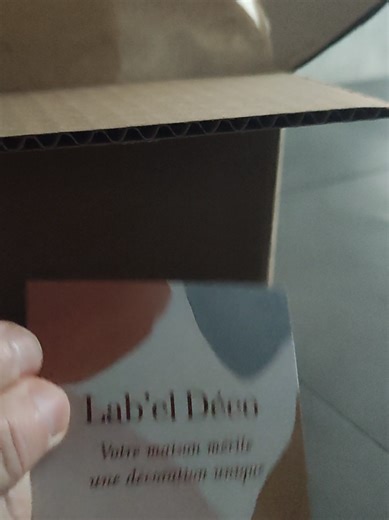 Lab'el Déco
Votre maison mérite
une décoration unique